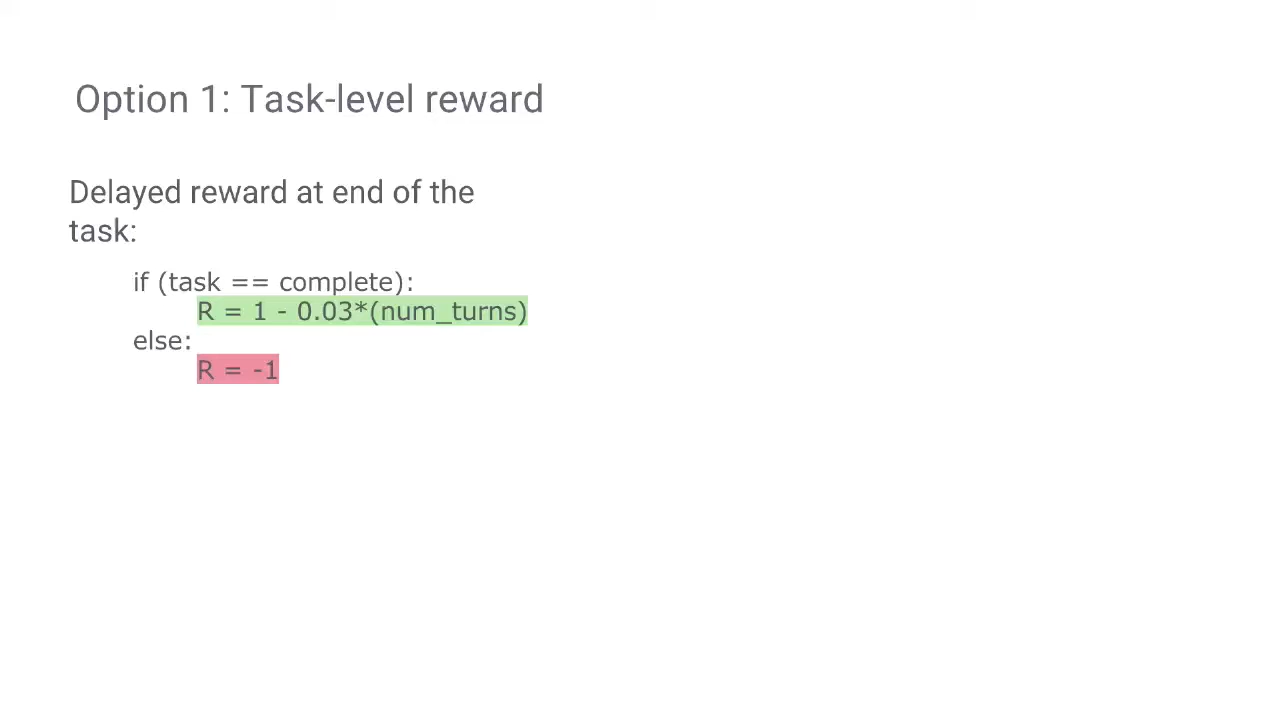 Option 1: Task-level reward
Delayed reward at end of the
task:
if (task == complete):
R = 1 - 0.03*(num_turns)
else:
R = -1